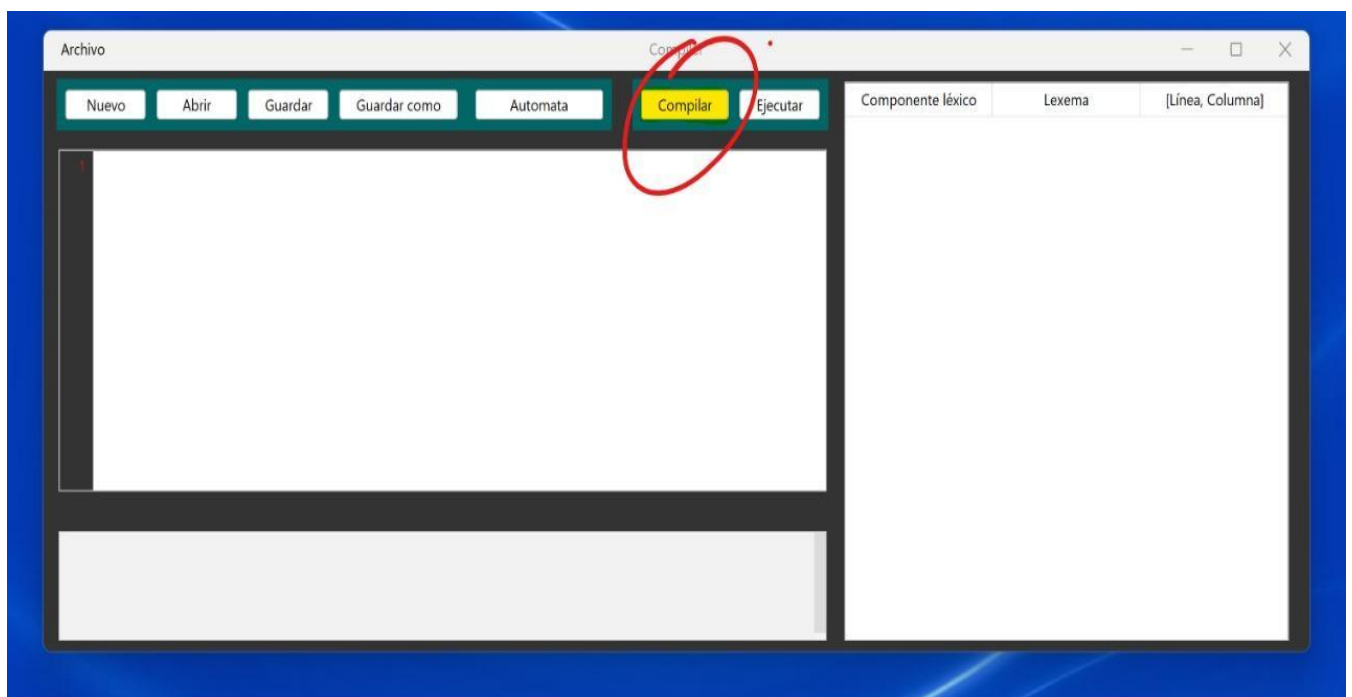 Archivo
Nuevo Abrir Guardar Guardar como Automata Compilar Ejecutar
Componente léxico Lexema [Línea, Columna]
1